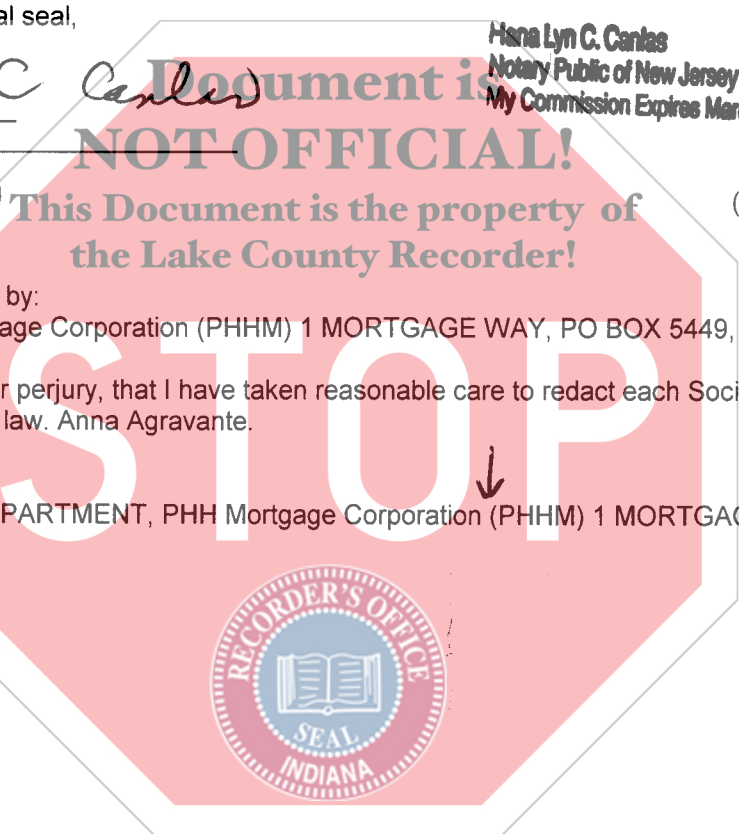 al seal,
Hana Lyn C. Canlas
Notary Public of New Jersey
My Commission Expires Mar
C Canlas
Document is
NOT OFFICIAL!
This Document is the property of
the Lake County Recorder!
(
by:
age Corporation (PHHM) 1 MORTGAGE WAY, PO BOX 5449,
r perjury, that I have taken reasonable care to redact each Soci
law. Anna Agravante.
STOP
PARTMENT, PHH Mortgage Corporation (PHHM) 1 MORTGAG
RECORDER'S OFFICE
SEAL
INDIANA